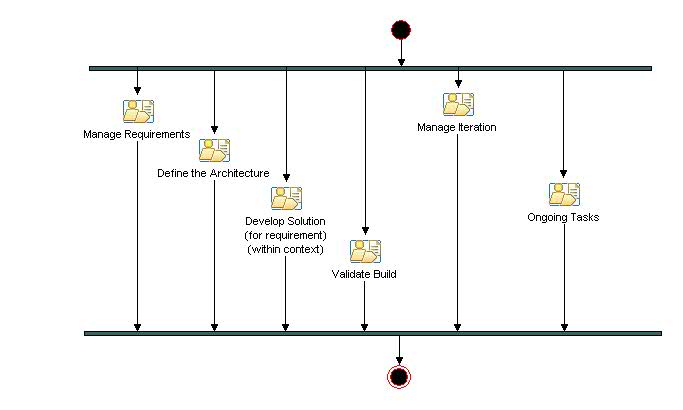 Manage Requirements
Define the Architecture
Develop Solution
(for requirement)
(within context)
Validate Build
Manage Iteration
Ongoing Tasks